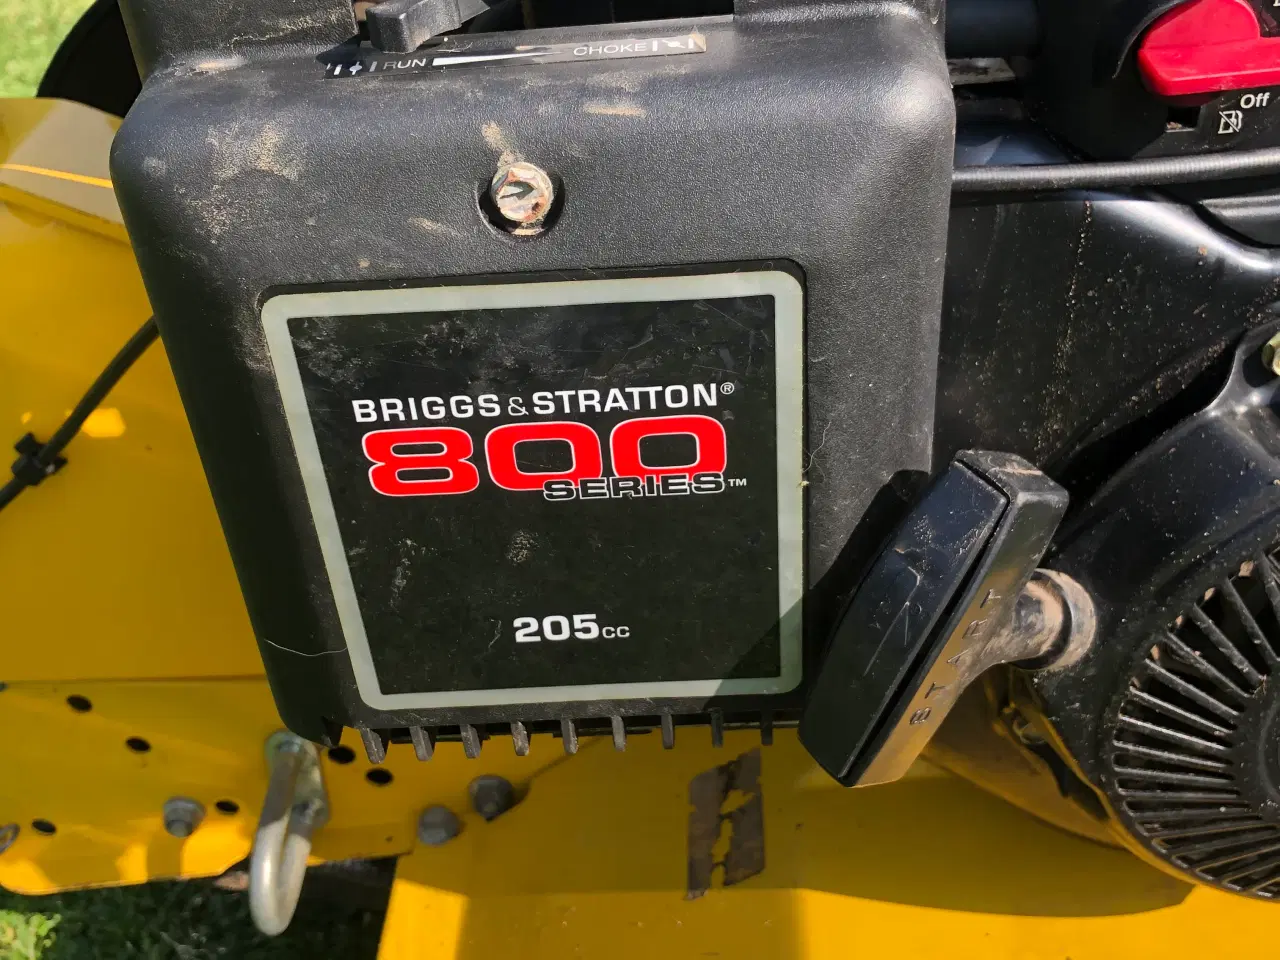 RUN CHOKE
Off
BRIGGS & STRATTON®
800
SERIES™
205cc
START